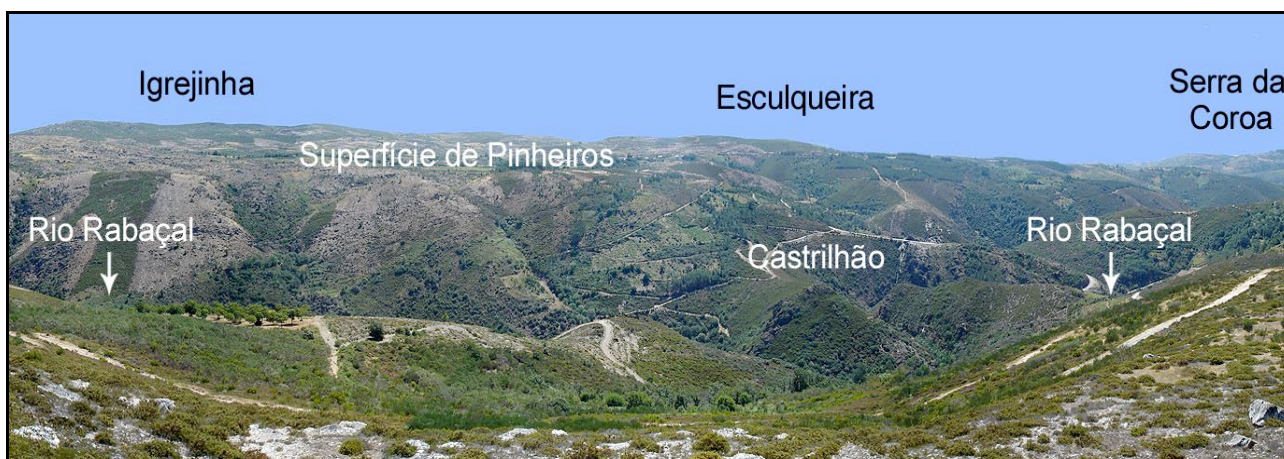 Igrejinha
Esculqueira
Serra da
Coroa
Superfície de Pinheiros
Rio Rabaçal
Rio Rabaçal
Castrilhão